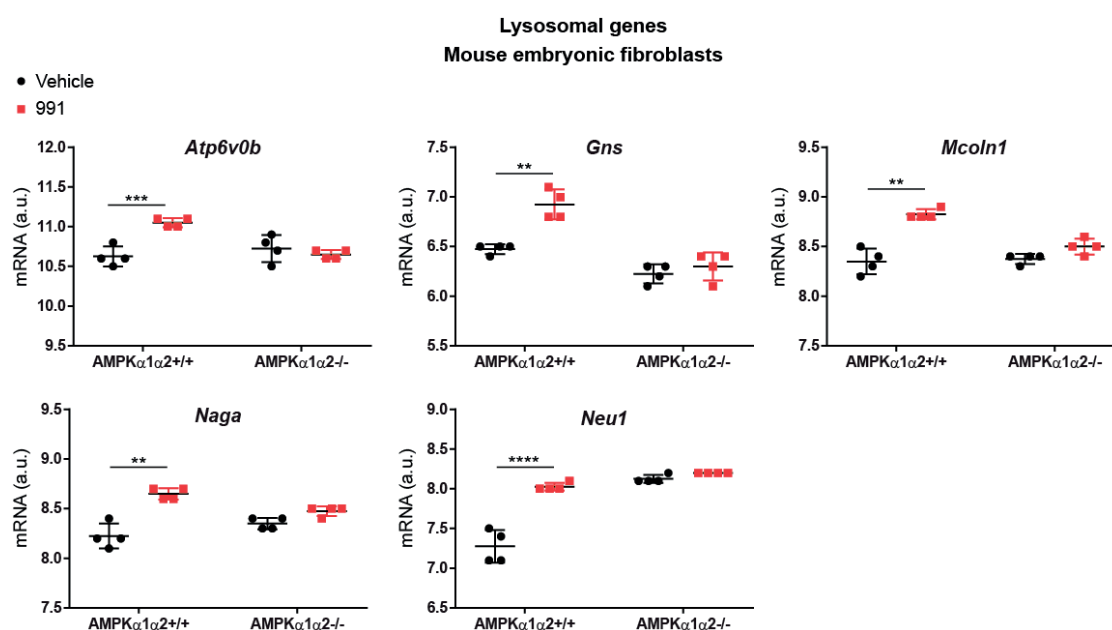 Lysosomal genes
Mouse embryonic fibroblasts
Vehicle
991
Atp6v0b
mRNA (a.u.)
12.0
11.5
11.0
10.5
10.0
9.5
***
AMPKα1α2+/+ AMPKα1α2-/-
Gns
mRNA (a.u.)
7.5
7.0
6.5
6.0
5.5
**
AMPKα1α2+/+ AMPKα1α2-/-
Mcoln1
mRNA (a.u.)
9.5
9.0
8.5
8.0
7.5
**
AMPKα1α2+/+ AMPKα1α2-/-
Naga
mRNA (a.u.)
9.5
9.0
8.5
8.0
7.5
**
AMPKα1α2+/+ AMPKα1α2-/-
Neu1
mRNA (a.u.)
9.0
8.5
8.0
7.5
7.0
6.5
****
AMPKα1α2+/+ AMPKα1α2-/-